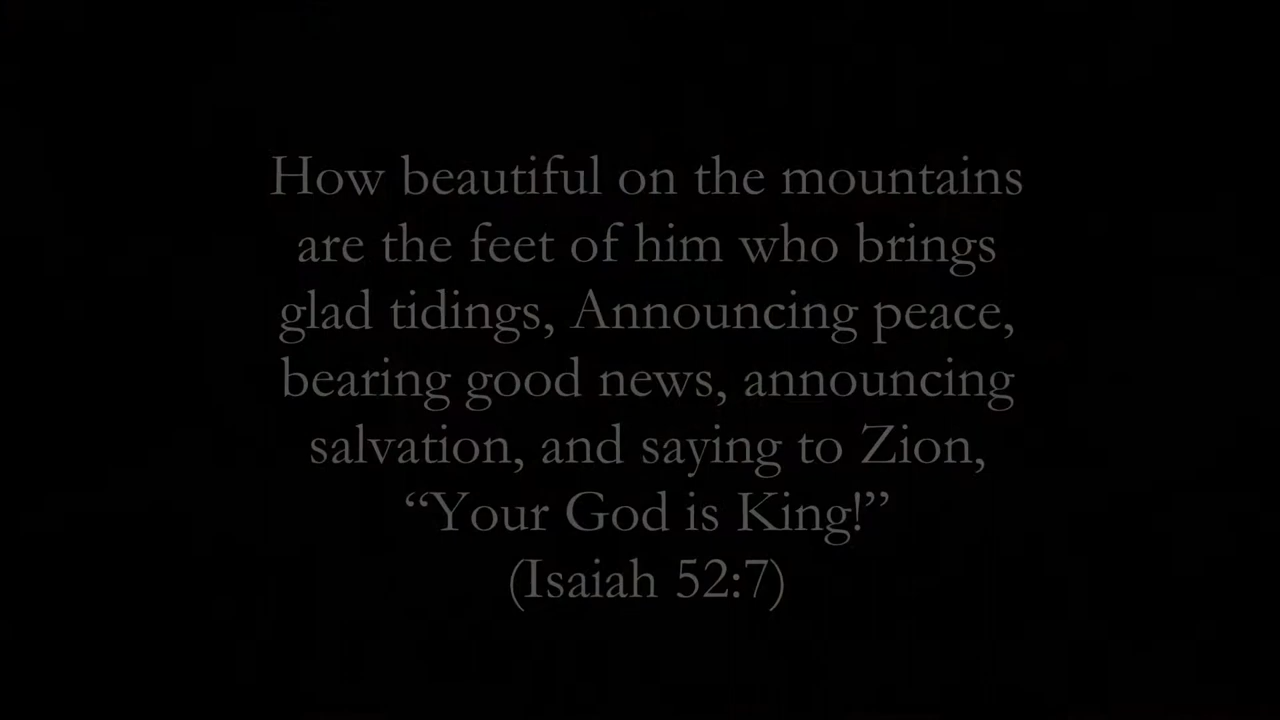 How beautiful on the mountains
are the feet of him who brings
glad tidings, Announcing peace,
bearing good news, announcing
salvation, and saying to Zion,
“Your God is King!”
(Isaiah 52:7)